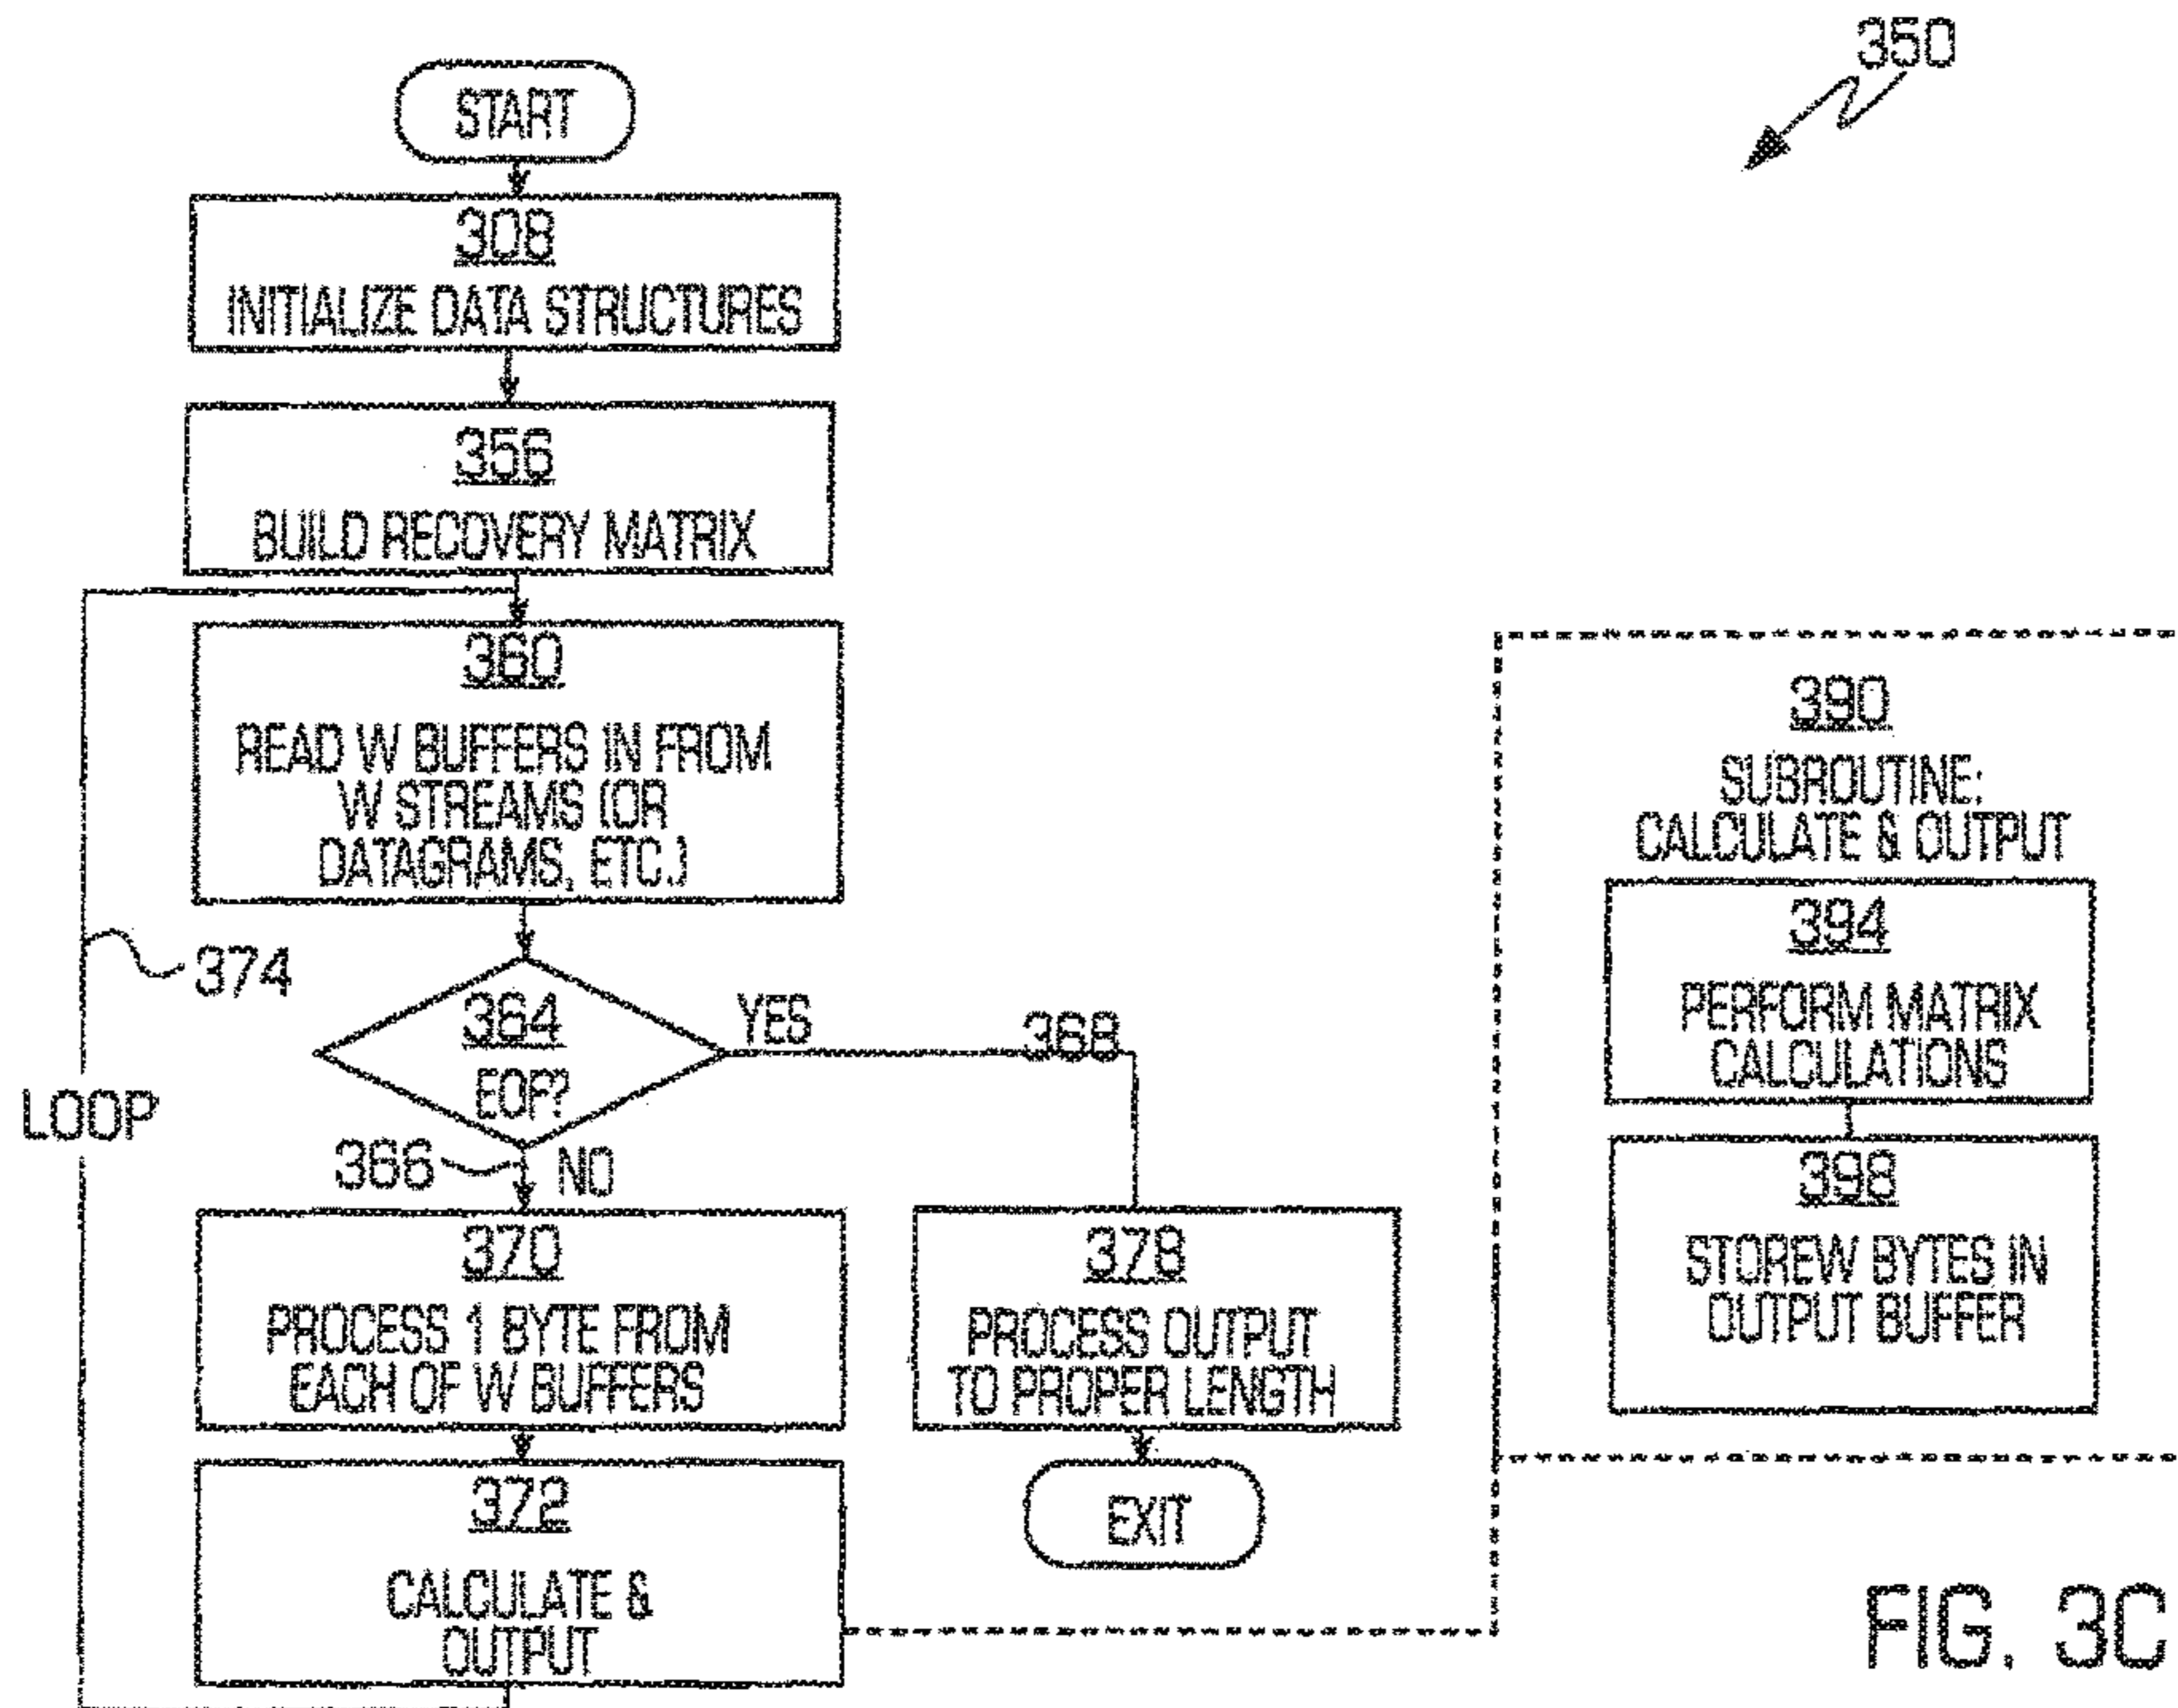 350
START
308
INITIALIZE DATA STRUCTURES
356
BUILD RECOVERY MATRIX
360
READ W BUFFERS IN FROM
W STREAMS (OR
DATAGRAMS, ETC.)
374
LOOP
364
EOF?
YES
368
366
NO
370
PROCESS 1 BYTE FROM
EACH OF W BUFFERS
372
CALCULATE &
OUTPUT
378
PROCESS OUTPUT
TO PROPER LENGTH
EXIT
390
SUBROUTINE:
CALCULATE & OUTPUT
394
PERFORM MATRIX
CALCULATIONS
398
STOREW BYTES IN
OUTPUT BUFFER
FIG. 3C